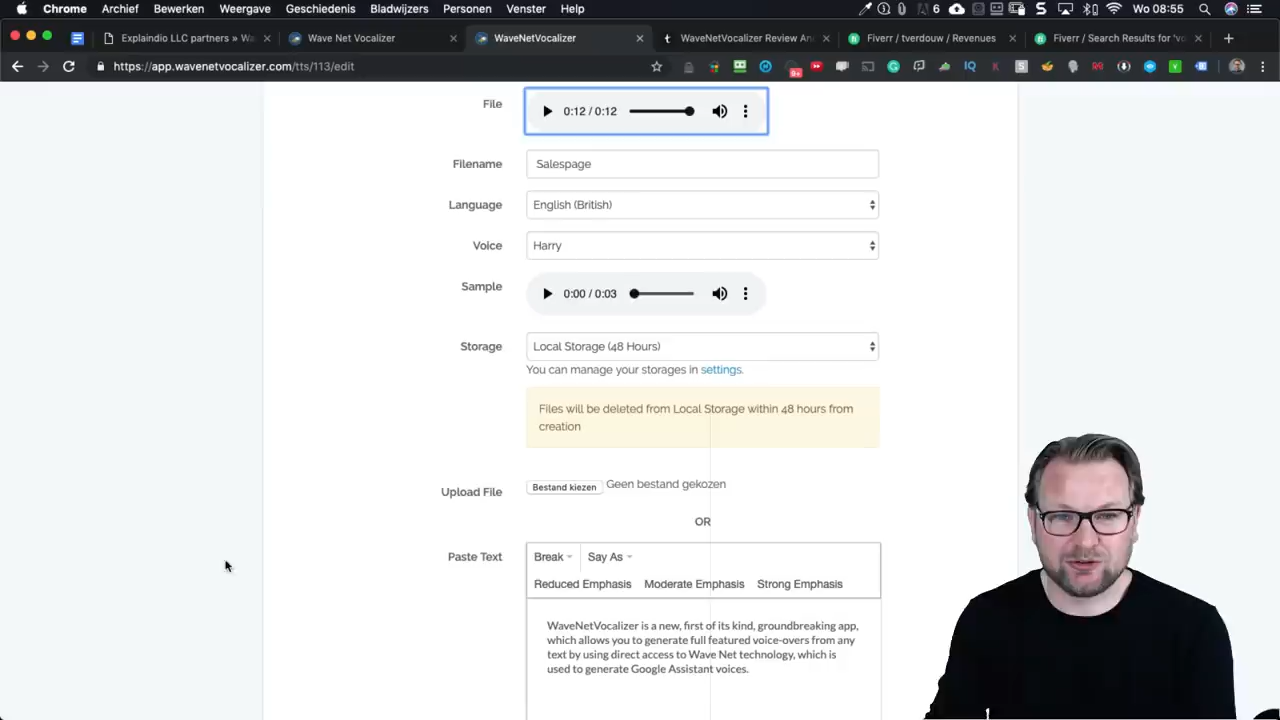 Chrome Archief Bewerken Weergave Geschiedenis Bladwijzers Personen Venster Help 6 Wo 08:55
Explaindio LLC partners » Wa
Wave Net Vocalizer
WaveNetVocalizer
WaveNetVocalizer Review An
Fiverr / tverdouw / Revenues
Fiverr / Search Results for 'vo
https://app.wavenetvocalizer.com/tts/113/edit
File
0:12 / 0:12
Filename
Salespage
Language
English (British)
Voice
Harry
Sample
0:00 / 0:03
Storage
Local Storage (48 Hours)
You can manage your storages in settings.
Files will be deleted from Local Storage within 48 hours from
creation
Upload File
Bestand kiezen Geen bestand gekozen
OR
Paste Text
Break Say As
Reduced Emphasis Moderate Emphasis Strong Emphasis
WaveNetVocalizer is a new, first of its kind, groundbreaking app,
which allows you to generate full featured voice-overs from any
text by using direct access to Wave Net technology, which is
used to generate Google Assistant voices.